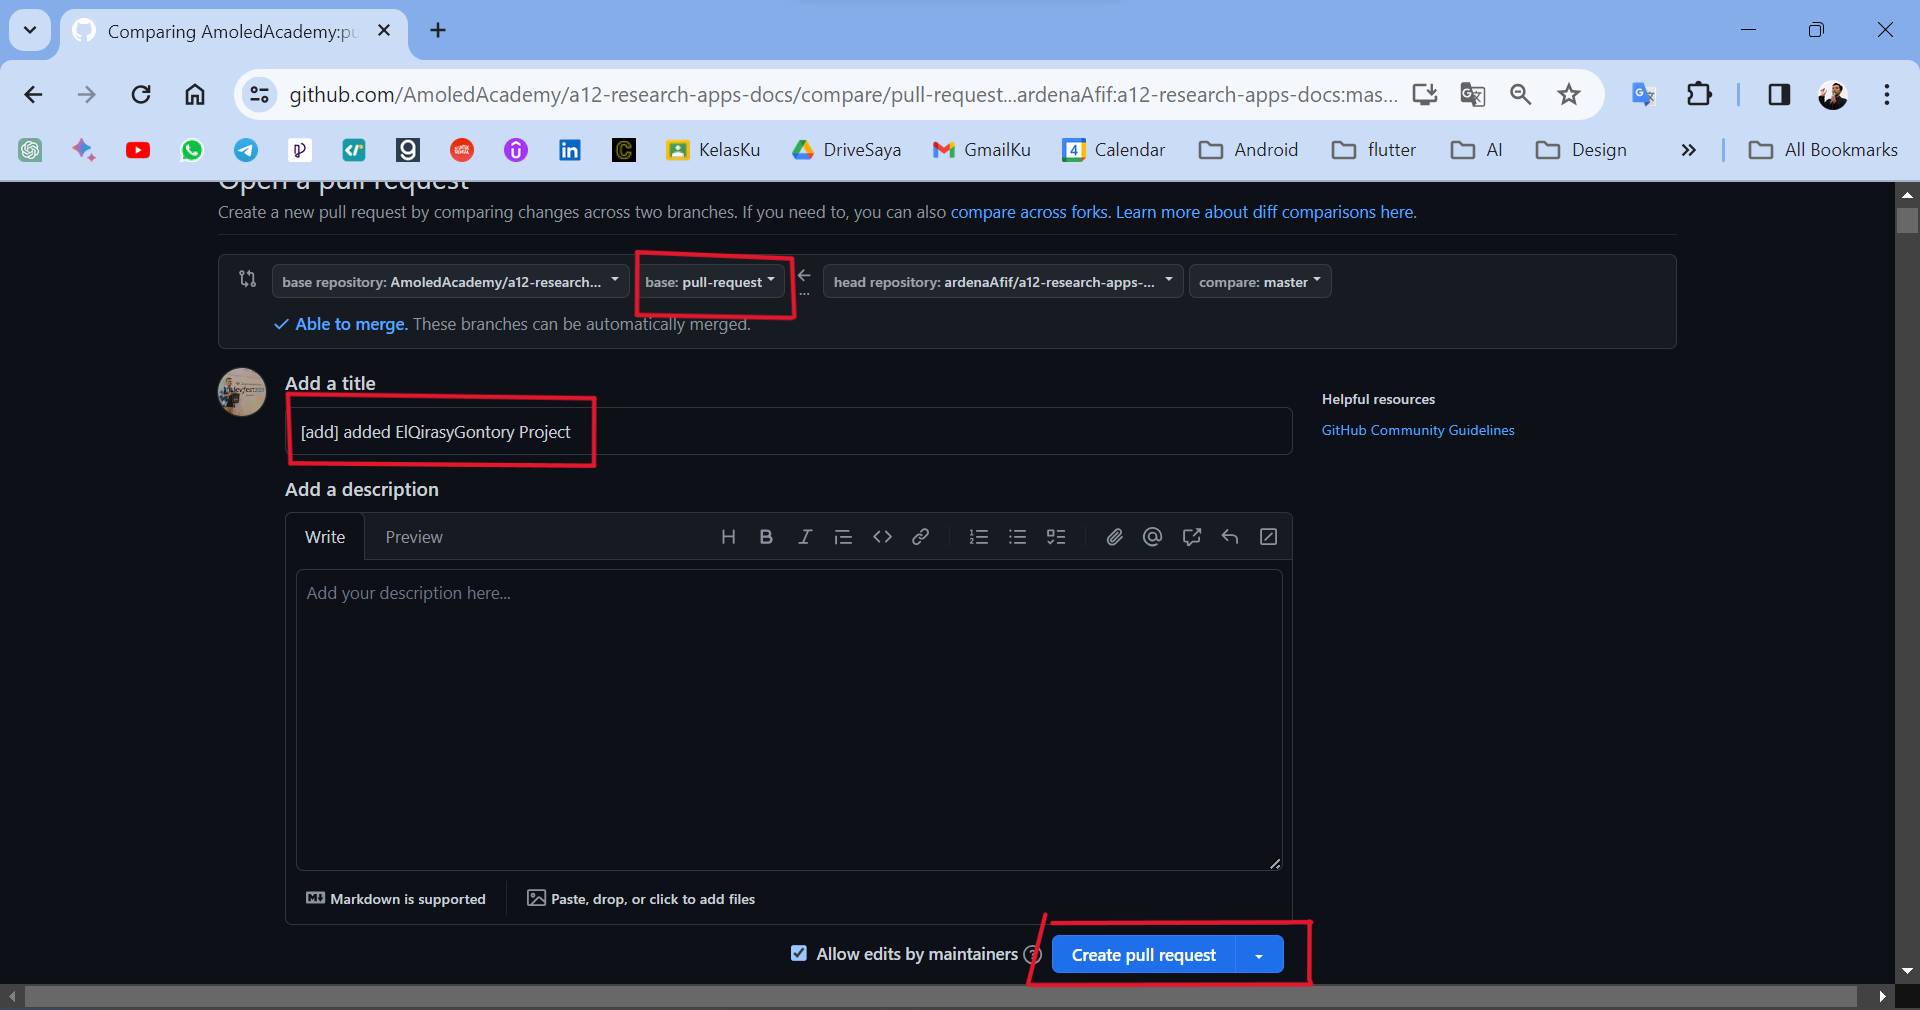 Comparing AmoledAcademy:pu
github.com/AmoledAcademy/a12-research-apps-docs/compare/pull-request...ardenaAfif:a12-research-apps-docs:mas...
KelasKu DriveSaya GmailKu 4 Calendar Android flutter AI Design » All Bookmarks
Open a pull request
Create a new pull request by comparing changes across two branches. If you need to, you can also compare across forks. Learn more about diff comparisons here.
base repository: AmoledAcademy/a12-research... base: pull-request ... head repository: ardenaAfif/a12-research-apps-... compare: master
Able to merge. These branches can be automatically merged.
Add a title
[add] added ElQirasyGontory Project
Helpful resources
GitHub Community Guidelines
Add a description
Write Preview
Add your description here...
Markdown is supported Paste, drop, or click to add files
Allow edits by maintainers Create pull request